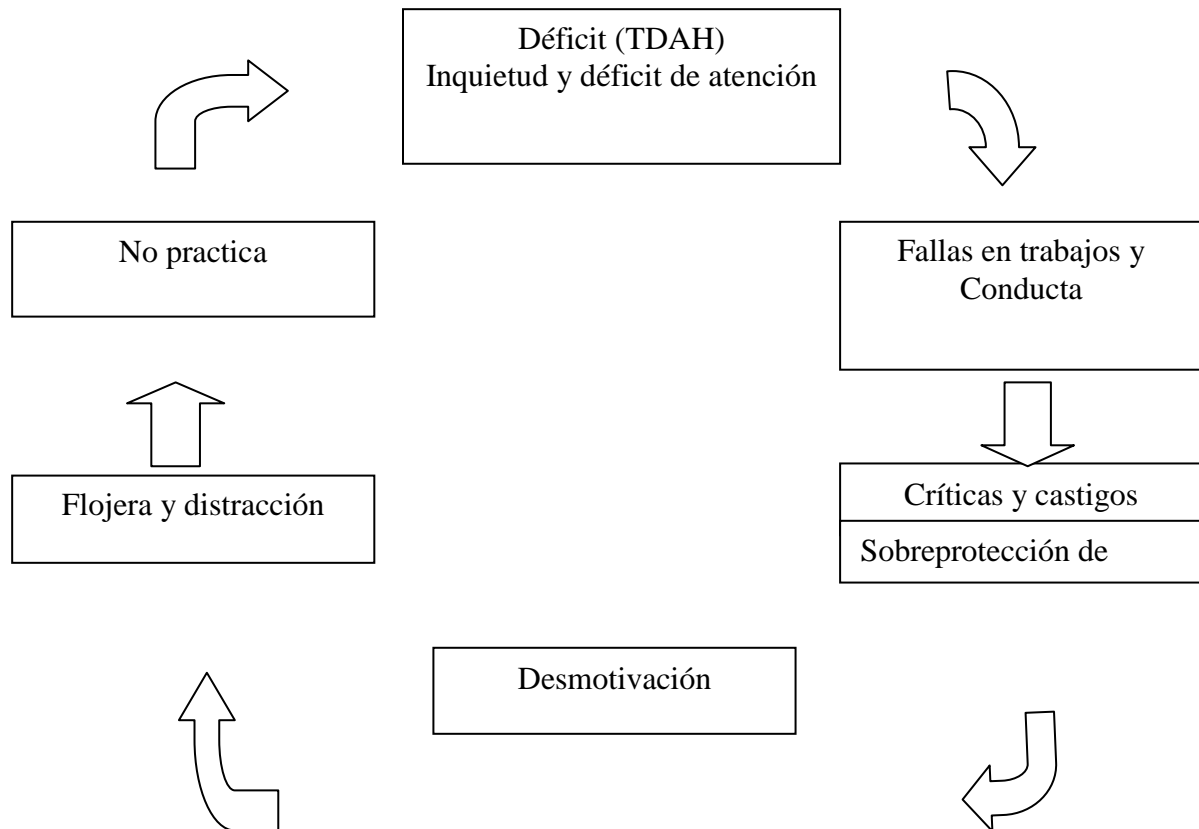 Déficit (TDAH)
Inquietud y déficit de atención
No practica
Fallas en trabajos y
Conducta
Flojera y distracción
Críticas y castigos
Sobreprotección de
Desmotivación